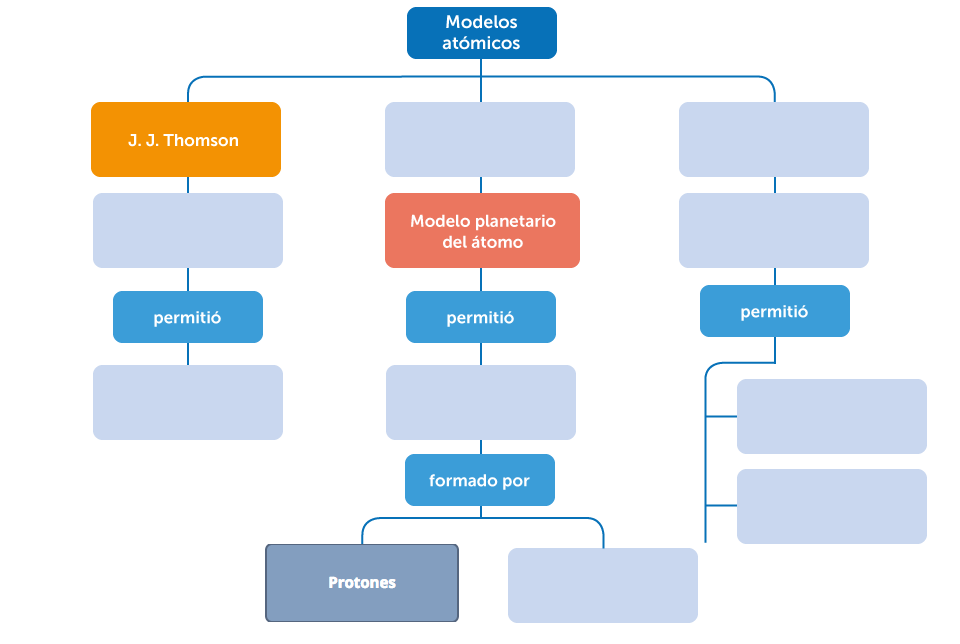 Modelos
atómicos
J. J. Thomson
Modelo planetario
del átomo
permitió
permitió
permitió
formado por
Protones